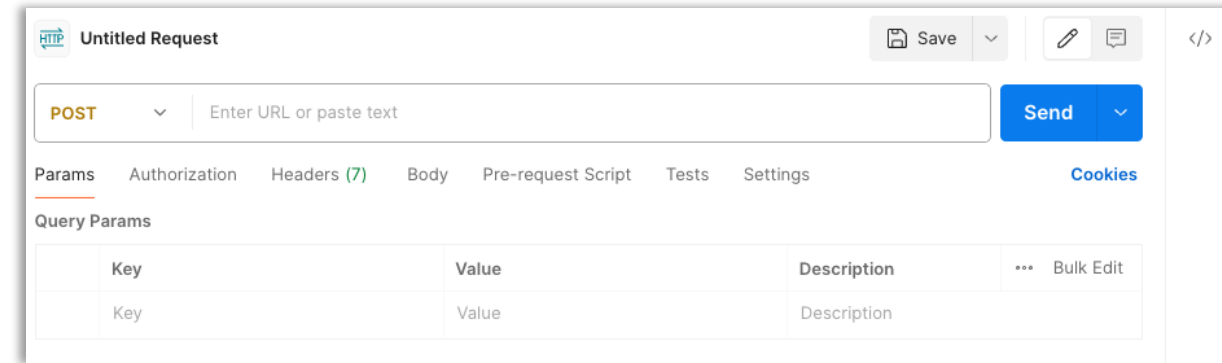 HTTP Untitled Request Save </>
POST Enter URL or paste text Send
Params Authorization Headers (7) Body Pre-request Script Tests Settings Cookies
Query Params
Key Value Description ••• Bulk Edit
Key Value Description